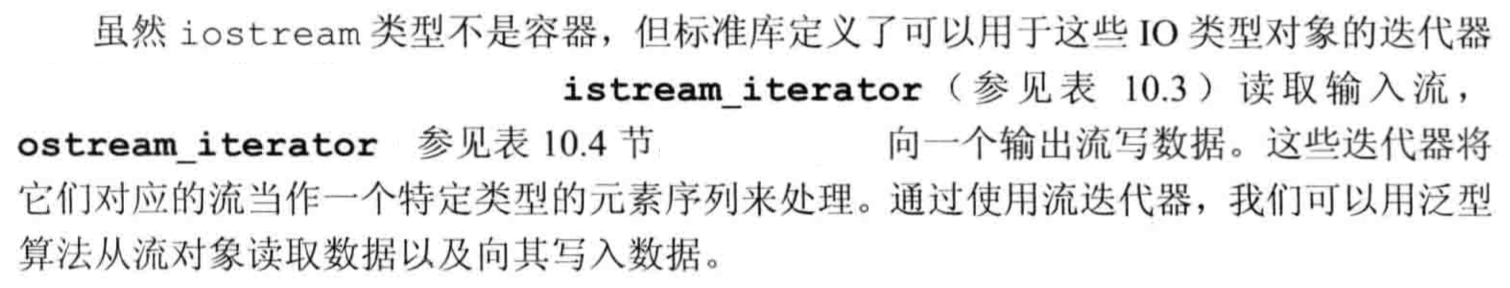 虽然 iostream 类型不是容器，但标准库定义了可以用于这些 IO 类型对象的迭代器
istream_iterator（参见表 10.3）读取输入流，
ostream_iterator 参见表 10.4 节 向一个输出流写数据。这些迭代器将
它们对应的流当作一个特定类型的元素序列来处理。通过使用流迭代器，我们可以用泛型
算法从流对象读取数据以及向其写入数据。